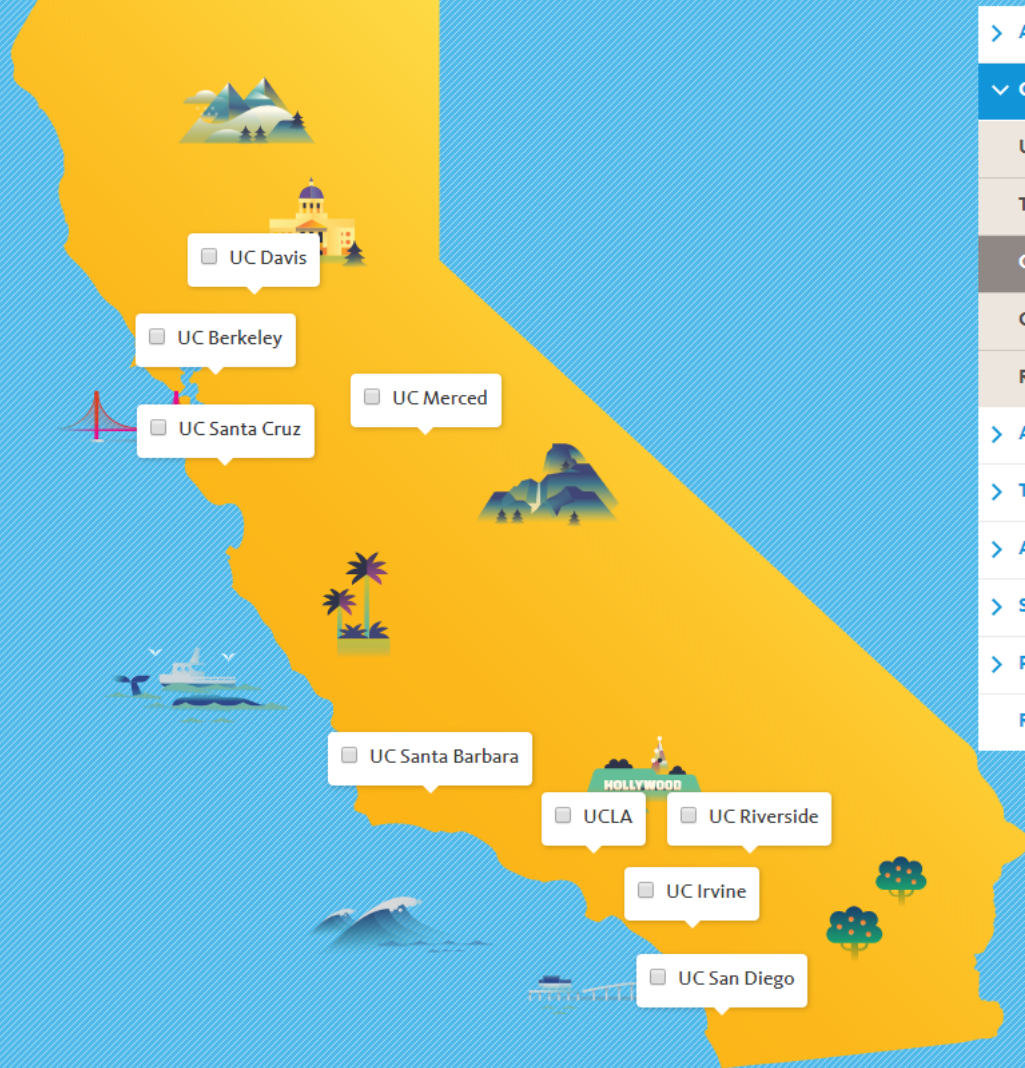 UC Davis
UC Berkeley
UC Merced
UC Santa Cruz
UC Santa Barbara
HOLLYWOOD
UCLA
UC Riverside
UC Irvine
UC San Diego